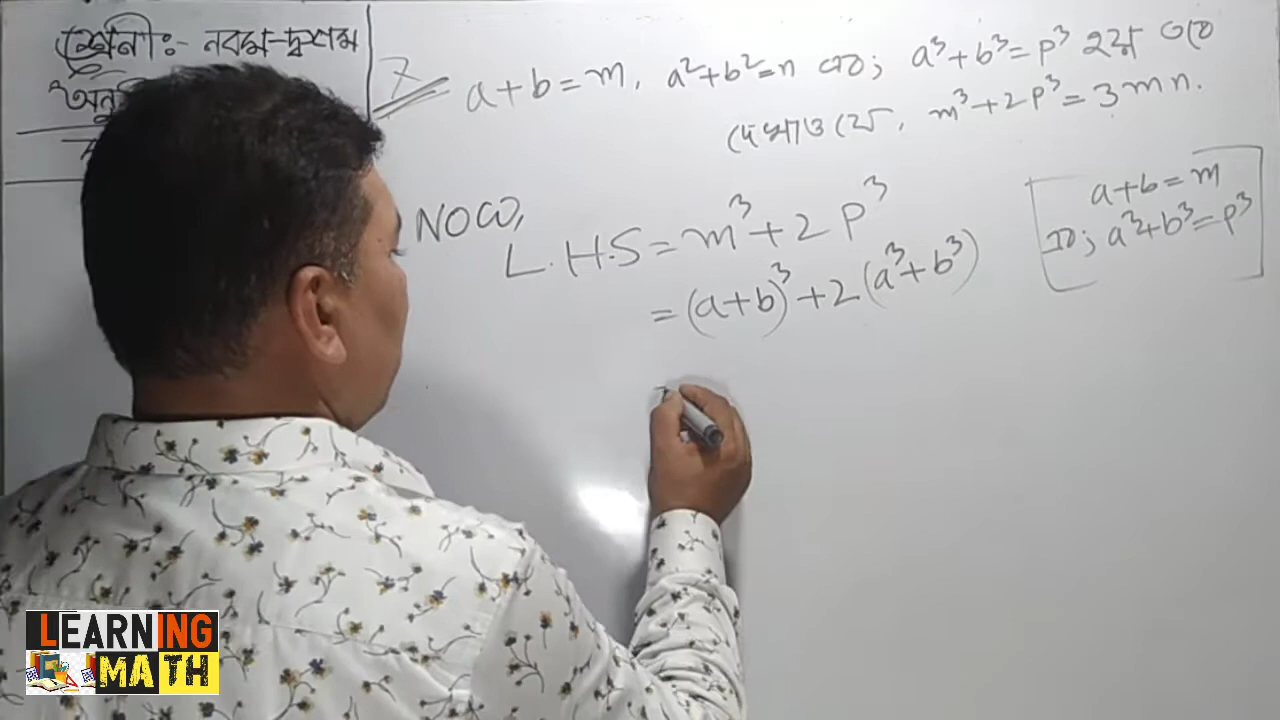 শ্রেনীঃ- নবম-দশম
7
a+b=m, a²+b²=n এবং; a³+b³=p³ হয় তবে
দেখাও যে, m³+2p³=3mn.
NOW,
L.H.S = m³+2p³
= (a+b)³+2(a³+b³)
a+b=m
এবং; a³+b³=p³
LEARNING
MATH